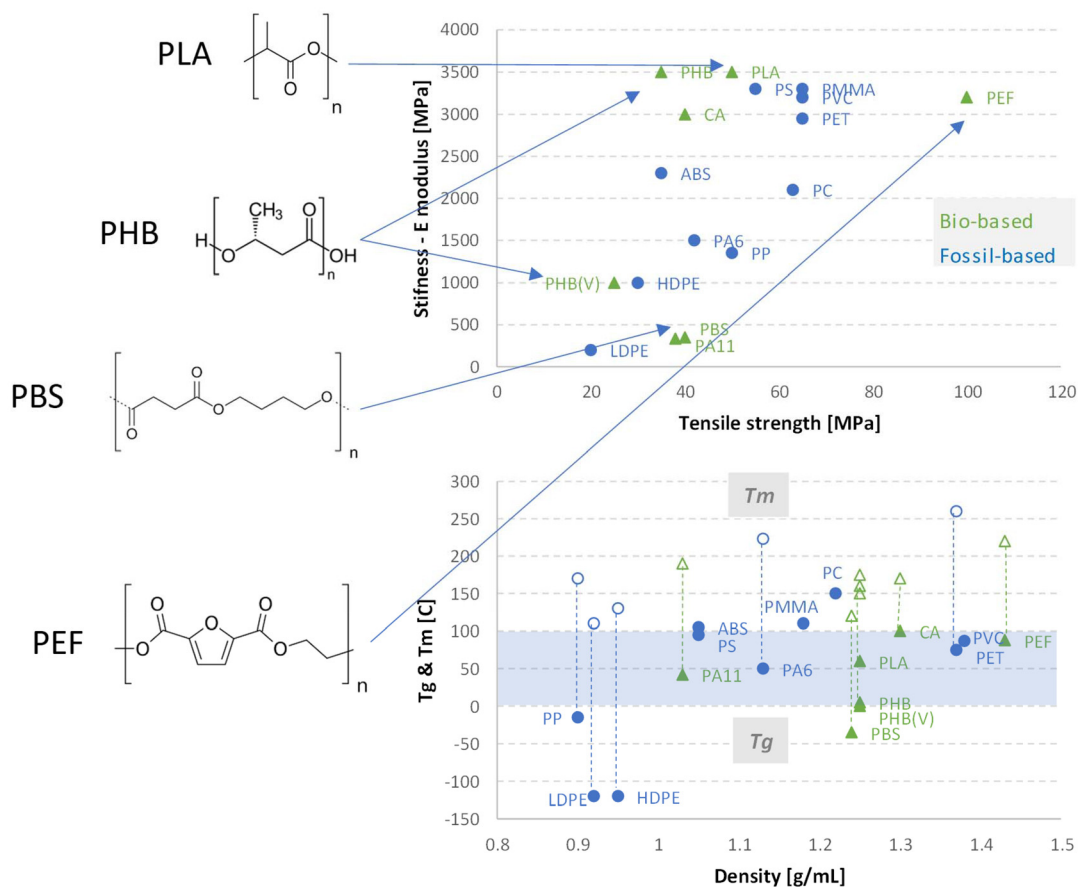 PLA
O
O
n
PHB
CH3
O
H
O
OH
n
PBS
O
O
O
O
n
PEF
O
O
O
O
O
n
Stifness - E modulus [MPa]
4000
3500
3000
2500
2000
1500
1000
500
0
0 20 40 60 80 100 120
Tensile strength [MPa]
PHB
PLA
PS
PMMA
PVC
PEF
CA
PET
ABS
PC
PA6
PP
PHB(V)
HDPE
PBS
PA11
LDPE
Bio-based
Fossil-based
Tg & Tm [C]
300
250
200
150
100
50
0
-50
-100
-150
0.8 0.9 1 1.1 1.2 1.3 1.4 1.5
Density [g/mL]
Tm
PC
PMMA
ABS
PS
CA
PVC
PEF
PET
PA11
PA6
PLA
PHB
PHB(V)
PP
PBS
Tg
LDPE
HDPE